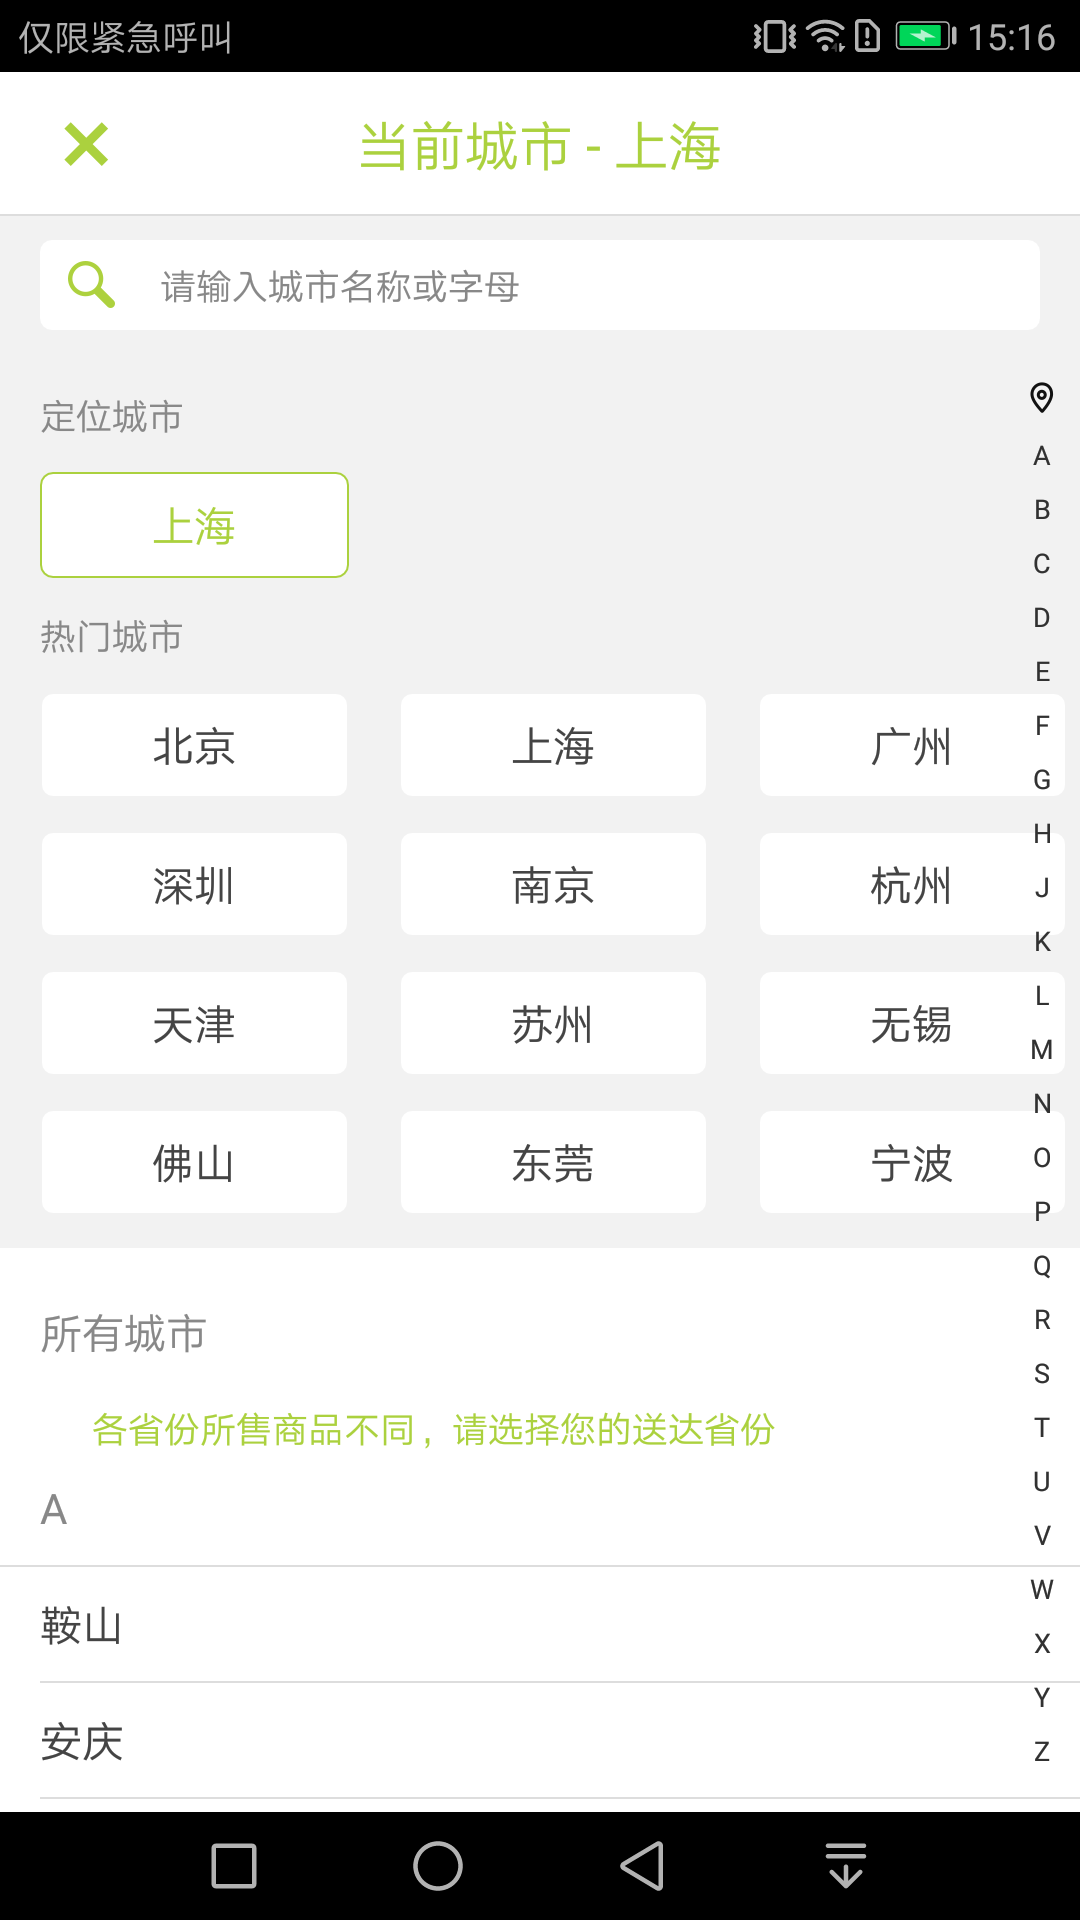 仅限紧急呼叫 15:16
当前城市 - 上海
请输入城市名称或字母
定位城市
上海
热门城市
北京 上海 广州
深圳 南京 杭州
天津 苏州 无锡
佛山 东莞 宁波
所有城市
各省份所售商品不同，请选择您的送达省份
A
鞍山
安庆
A
B
C
D
E
F
G
H
J
K
L
M
N
O
P
Q
R
S
T
U
V
W
X
Y
Z